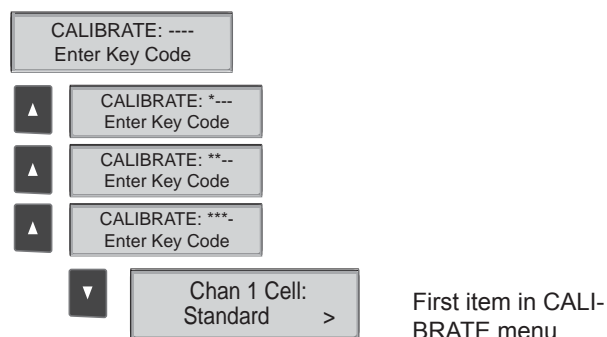 CALIBRATE: ----
Enter Key Code
CALIBRATE: *---
Enter Key Code
CALIBRATE: **--
Enter Key Code
CALIBRATE: ***-
Enter Key Code
Chan 1 Cell:
Standard >
First item in CALI-
BRATE menu